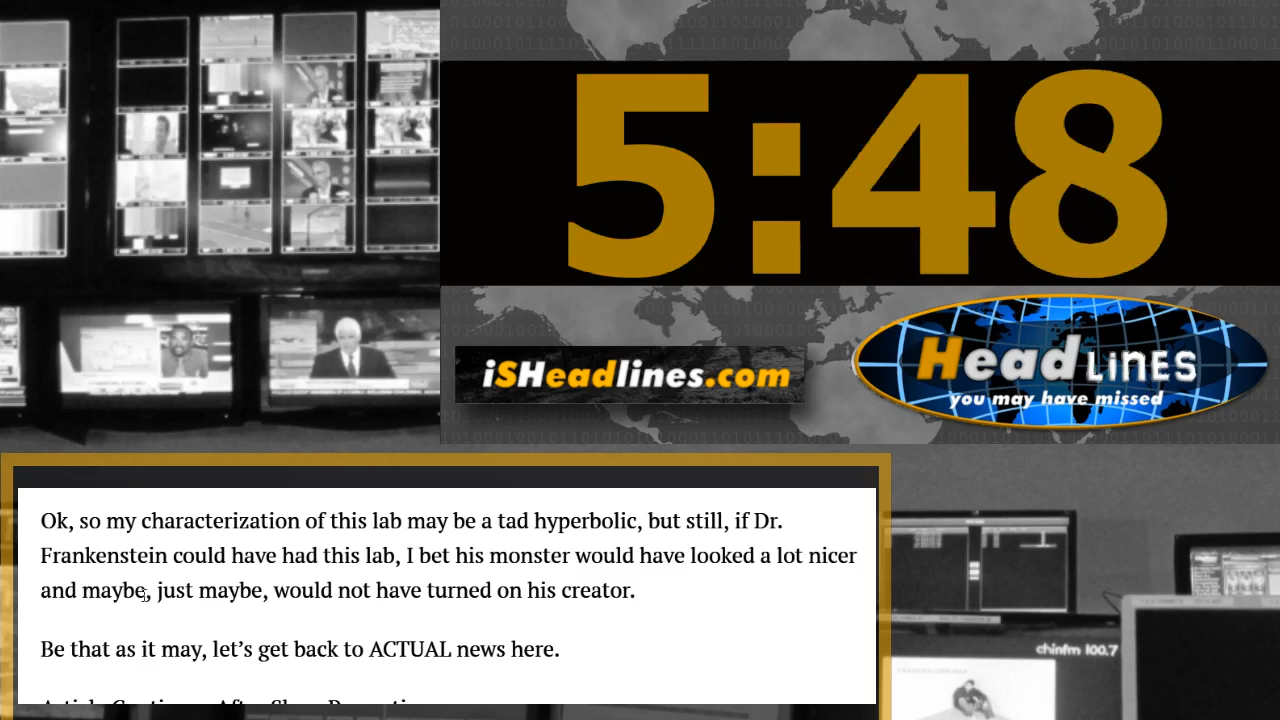 5:48
iSHeadlines.com
HeadLINES
you may have missed
Ok, so my characterization of this lab may be a tad hyperbolic, but still, if Dr.
Frankenstein could have had this lab, I bet his monster would have looked a lot nicer
and maybe, just maybe, would not have turned on his creator.
Be that as it may, let’s get back to ACTUAL news here.
chinfm 100.7